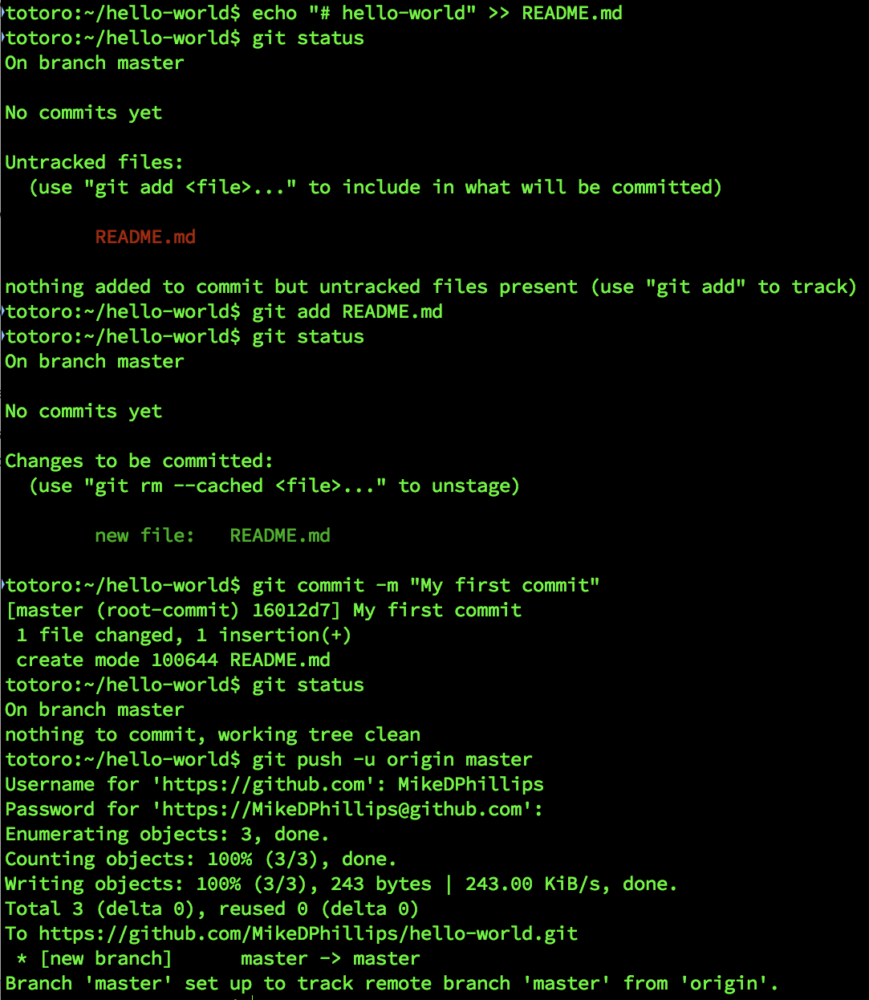 totoro:~/hello-world$ echo "# hello-world" >> README.md
totoro:~/hello-world$ git status
On branch master
No commits yet
Untracked files:
  (use "git add <file>..." to include in what will be committed)
        README.md
nothing added to commit but untracked files present (use "git add" to track)
totoro:~/hello-world$ git add README.md
totoro:~/hello-world$ git status
On branch master
No commits yet
Changes to be committed:
  (use "git rm --cached <file>..." to unstage)
        new file:   README.md
totoro:~/hello-world$ git commit -m "My first commit"
[master (root-commit) 16012d7] My first commit
 1 file changed, 1 insertion(+)
 create mode 100644 README.md
totoro:~/hello-world$ git status
On branch master
nothing to commit, working tree clean
totoro:~/hello-world$ git push -u origin master
Username for 'https://github.com': MikeDPhillips
Password for 'https://MikeDPhillips@github.com':
Enumerating objects: 3, done.
Counting objects: 100% (3/3), done.
Writing objects: 100% (3/3), 243 bytes | 243.00 KiB/s, done.
Total 3 (delta 0), reused 0 (delta 0)
To https://github.com/MikeDPhillips/hello-world.git
 * [new branch]      master -> master
Branch 'master' set up to track remote branch 'master' from 'origin'.